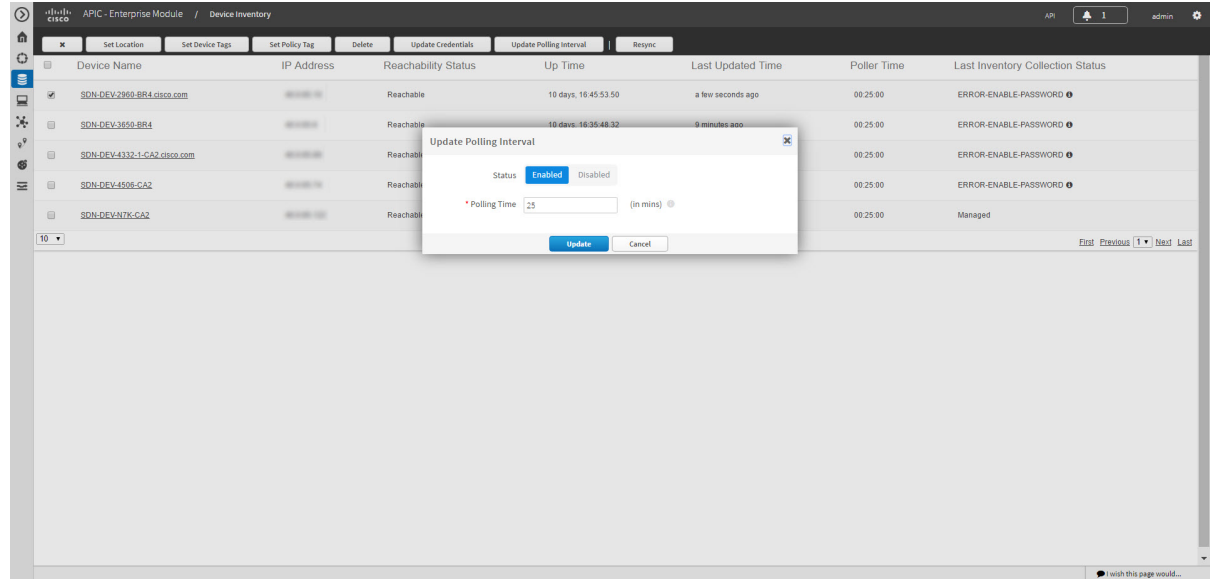 cisco APIC - Enterprise Module / Device Inventory API 1 admin
Set Location Set Device Tags Set Policy Tag Delete Update Credentials Update Polling Interval | Resync
Device Name IP Address Reachability Status Up Time Last Updated Time Poller Time Last Inventory Collection Status
SDN-DEV-2960-BR4.cisco.com Reachable 10 days, 16:45:53.50 a few seconds ago 00:25:00 ERROR-ENABLE-PASSWORD
SDN-DEV-3650-BR4 Reachable 10 days, 16:35:48.32 9 minutes ago 00:25:00 ERROR-ENABLE-PASSWORD
SDN-DEV-4332-1-CA2.cisco.com 00:25:00 ERROR-ENABLE-PASSWORD
SDN-DEV-4506-CA2 00:25:00 ERROR-ENABLE-PASSWORD
SDN-DEV-N7K-CA2 00:25:00 Managed
10 First Previous 1 Next Last
Update Polling Interval
Status Enabled Disabled
* Polling Time 25 (in mins)
Update Cancel
I wish this page would...